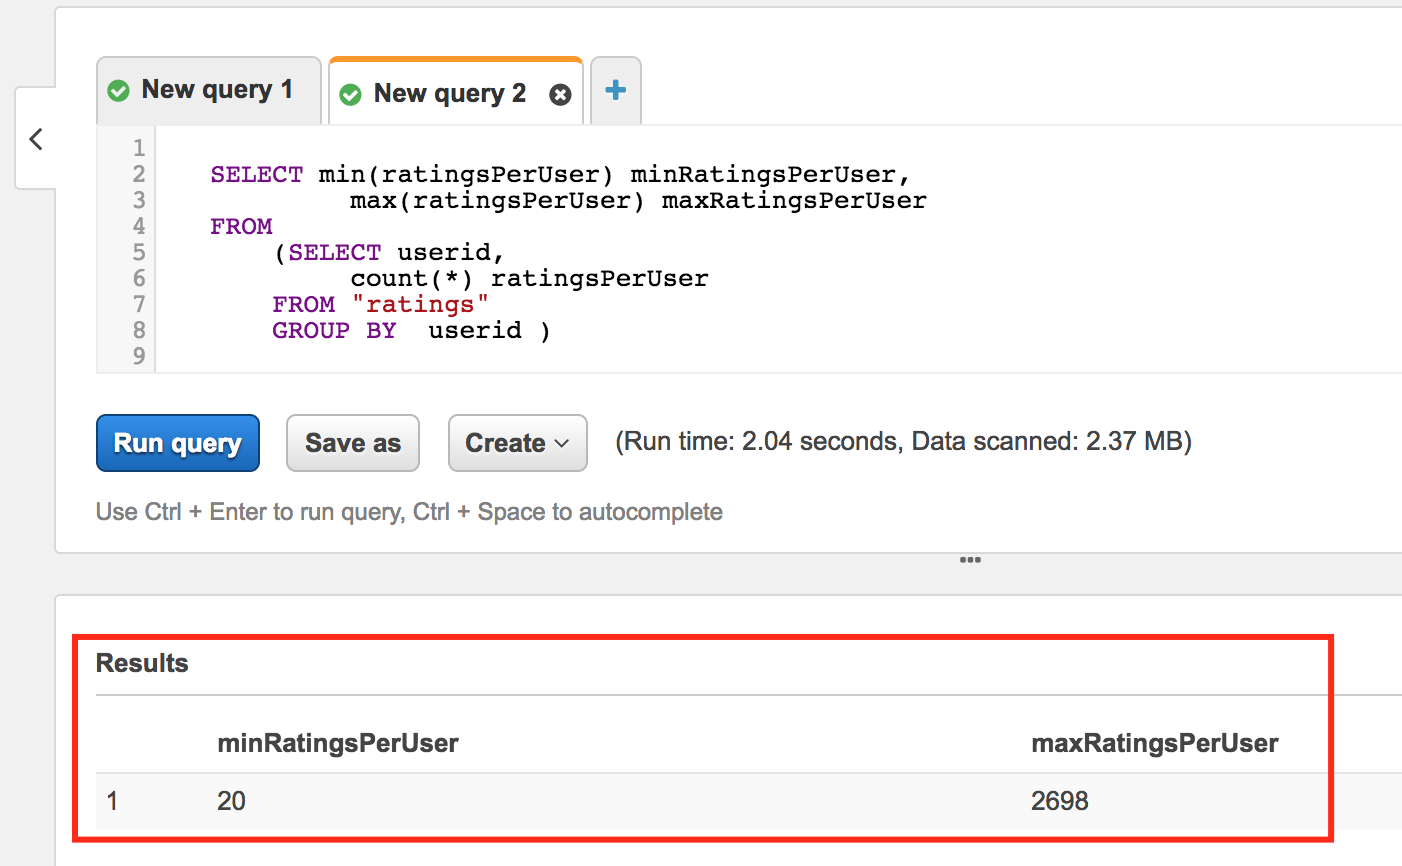 New query 1 New query 2
1
2 SELECT min(ratingsPerUser) minRatingsPerUser,
3 max(ratingsPerUser) maxRatingsPerUser
4 FROM
5 (SELECT userid,
6 count(*) ratingsPerUser
7 FROM "ratings"
8 GROUP BY userid )
9
Run query Save as Create (Run time: 2.04 seconds, Data scanned: 2.37 MB)
Use Ctrl + Enter to run query, Ctrl + Space to autocomplete
Results
minRatingsPerUser maxRatingsPerUser
1 20 2698